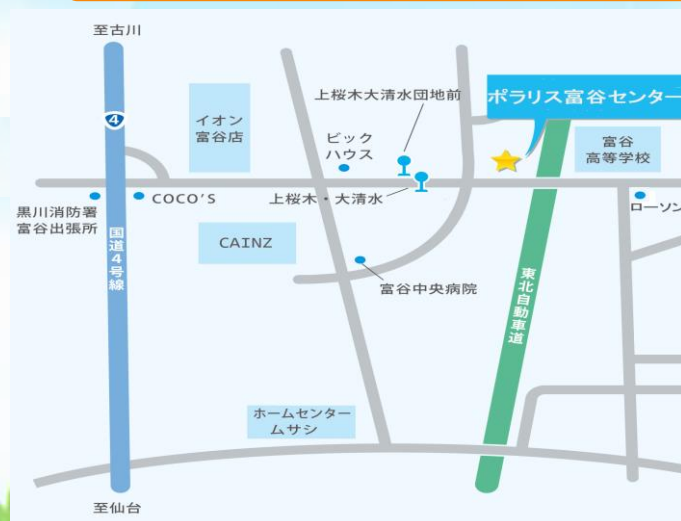 至古川
4
イオン
富谷店
上桜木大清水団地前
ポラリス富谷センター
ビック
ハウス
富谷
高等学校
黒川消防署
富谷出張所
COCO'S
上桜木・大清水
ローソン
国道4号線
CAINZ
富谷中央病院
東北自動車道
ホームセンター
ムサシ
至仙台